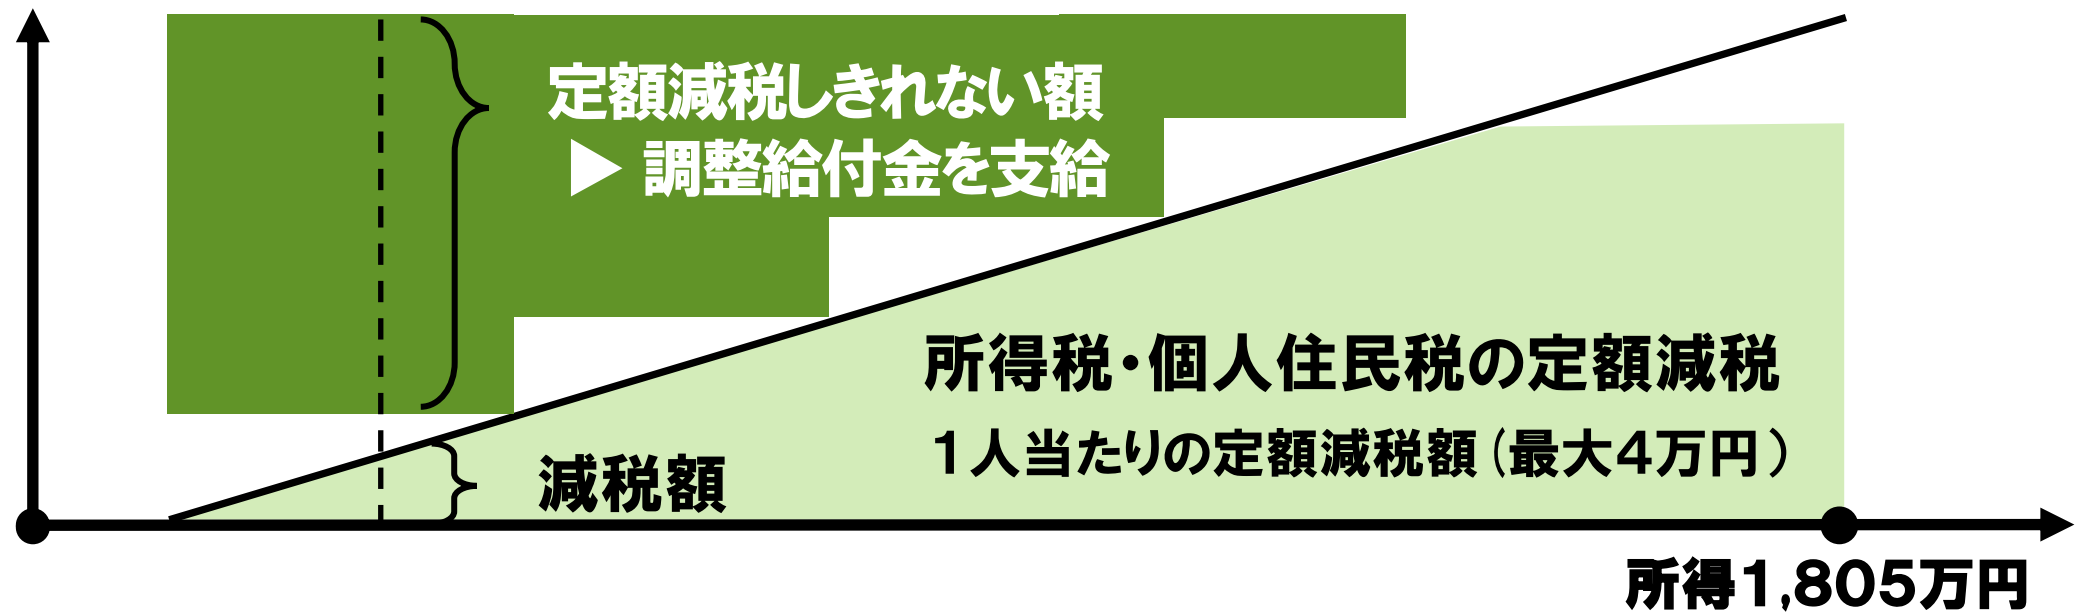 定額減税しきれない額
▶ 調整給付金を支給
所得税・個人住民税の定額減税
1人当たりの定額減税額(最大4万円)
減税額
所得1,805万円